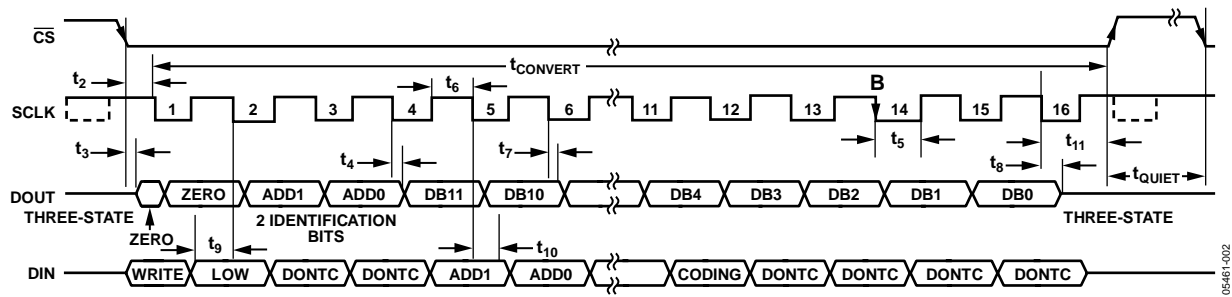 CS
t2
tCONVERT
t6
B
SCLK
1 2 3 4 5 6 11 12 13 14 15 16
t3
t4
t7
t5
t8
t11
tQUIET
DOUT
ZERO ADD1 ADD0 DB11 DB10 DB4 DB3 DB2 DB1 DB0
THREE-STATE
THREE-STATE
2 IDENTIFICATION
BITS
ZERO
t9
t10
DIN
WRITE LOW DONTC DONTC ADD1 ADD0 CODING DONTC DONTC DONTC DONTC
05461-002